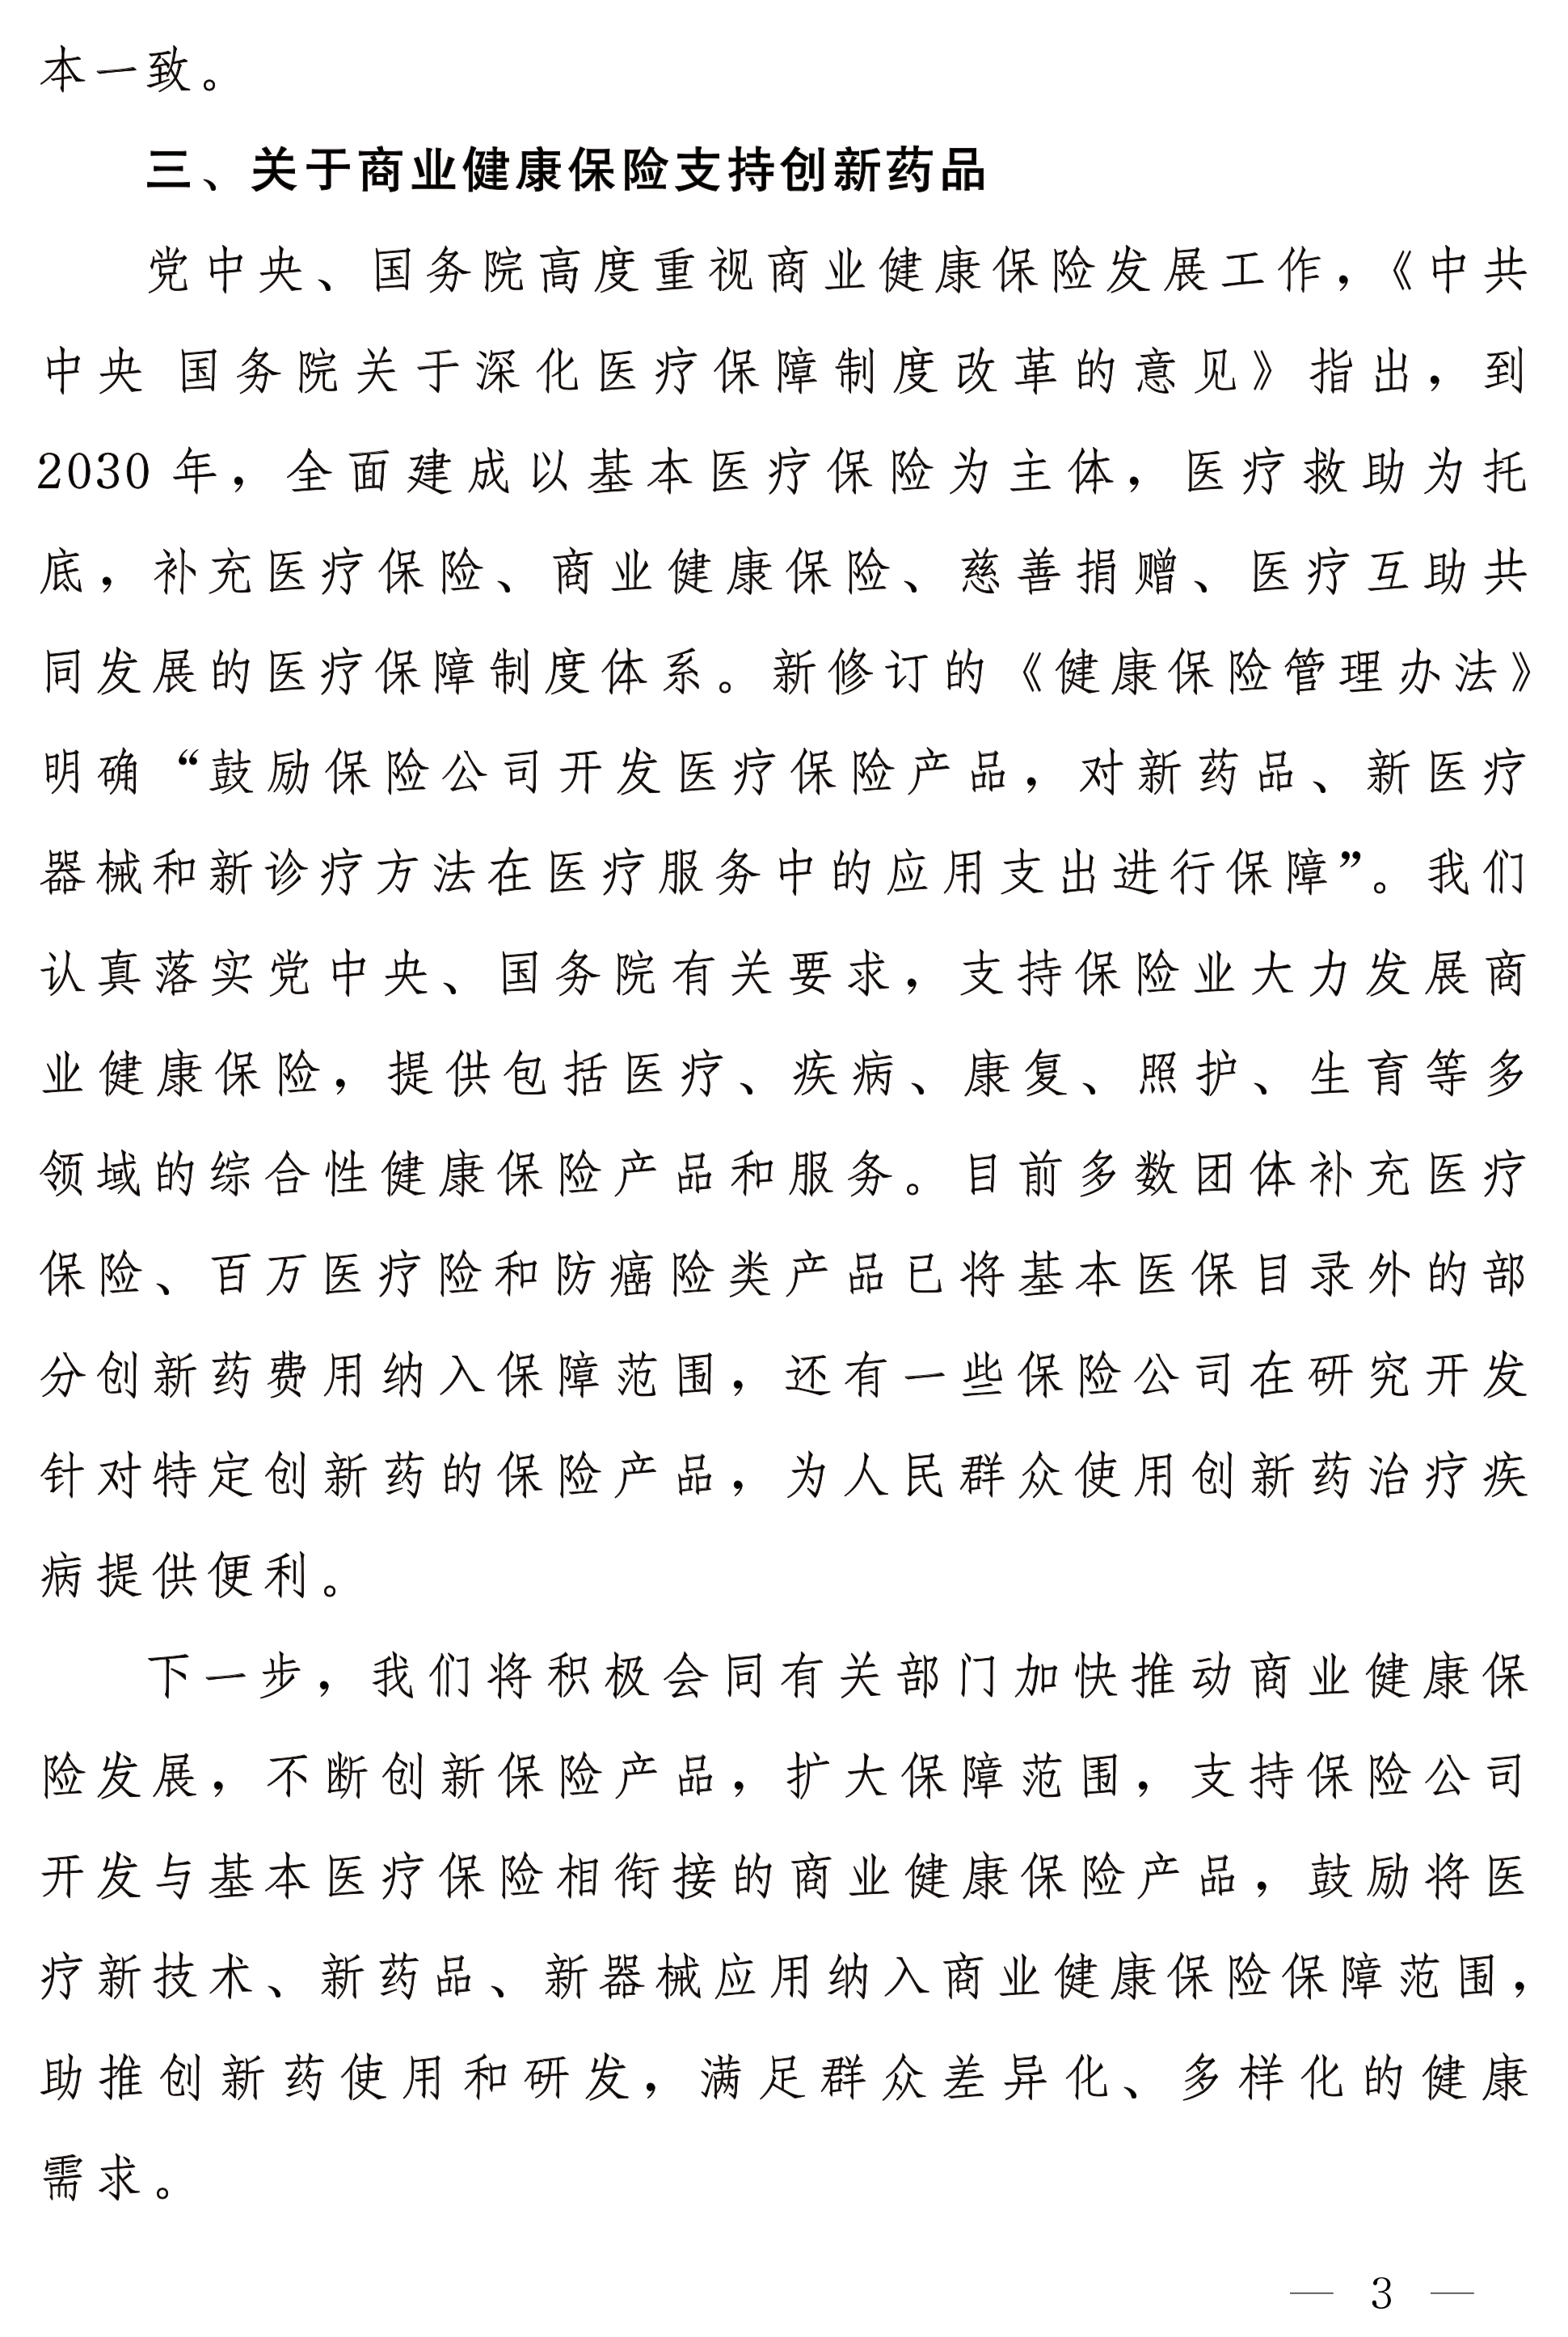 本一致。
三、关于商业健康保险支持创新药品
党中央、国务院高度重视商业健康保险发展工作，《中共
中央 国务院关于深化医疗保障制度改革的意见》指出，到
2030 年，全面建成以基本医疗保险为主体，医疗救助为托
底，补充医疗保险、商业健康保险、慈善捐赠、医疗互助共
同发展的医疗保障制度体系。新修订的《健康保险管理办法》
明确“鼓励保险公司开发医疗保险产品，对新药品、新医疗
器械和新诊疗方法在医疗服务中的应用支出进行保障”。我们
认真落实党中央、国务院有关要求，支持保险业大力发展商
业健康保险，提供包括医疗、疾病、康复、照护、生育等多
领域的综合性健康保险产品和服务。目前多数团体补充医疗
保险、百万医疗险和防癌险类产品已将基本医保目录外的部
分创新药费用纳入保障范围，还有一些保险公司在研究开发
针对特定创新药的保险产品，为人民群众使用创新药治疗疾
病提供便利。
下一步，我们将积极会同有关部门加快推动商业健康保
险发展，不断创新保险产品，扩大保障范围，支持保险公司
开发与基本医疗保险相衔接的商业健康保险产品，鼓励将医
疗新技术、新药品、新器械应用纳入商业健康保险保障范围，
助推创新药使用和研发，满足群众差异化、多样化的健康
需求。
— 3 —